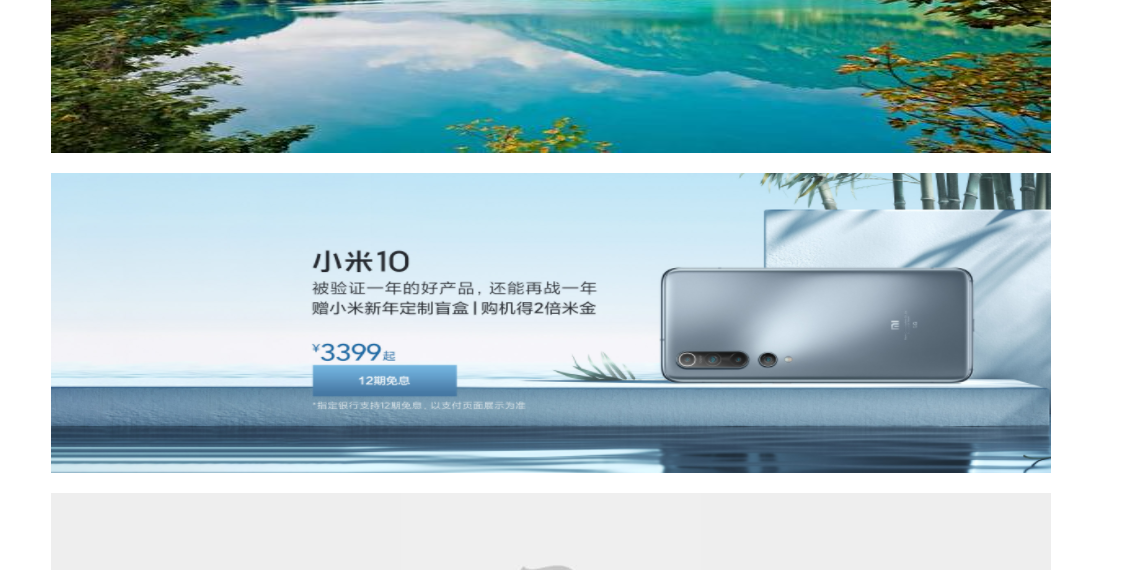 小米10
被验证一年的好产品，还能再战一年
赠小米新年定制盲盒 | 购机得2倍米金
¥3399起
12期免息
*指定银行支持12期免息，以支付页面展示为准